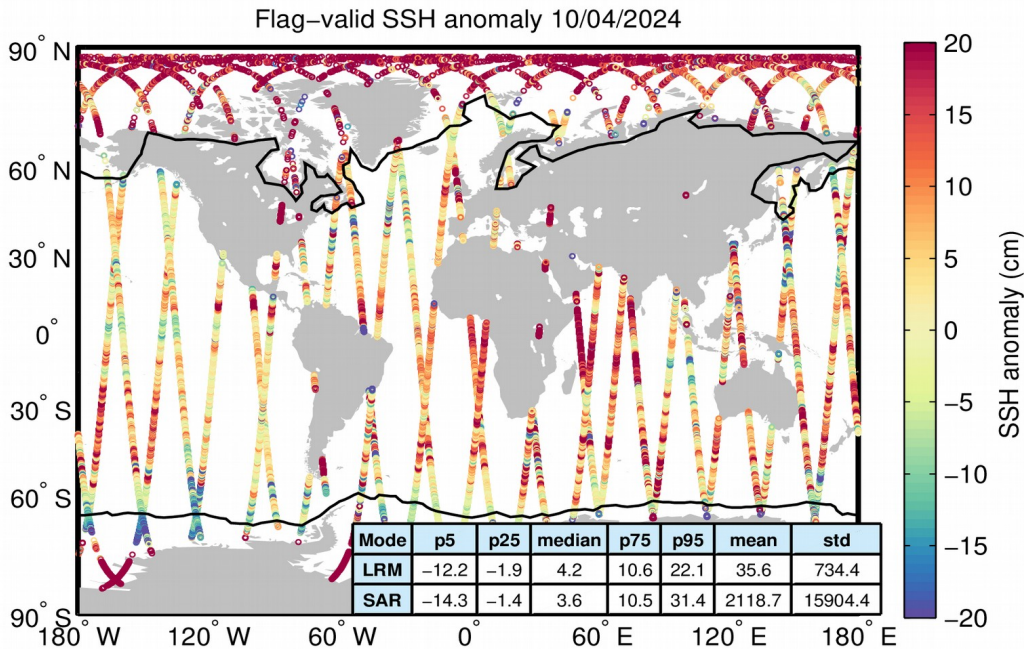 Flag−valid SSH anomaly 10/04/2024
90° N
60° N
30° N
0°
30° S
60° S
90° S
180° W 120° W 60° W 0° 60° E 120° E 180° E
Mode p5 p25 median p75 p95 mean std
LRM −12.2 −1.9 4.2 10.6 22.1 35.6 734.4
SAR −14.3 −1.4 3.6 10.5 31.4 2118.7 15904.4
20
15
10
5
0
−5
−10
−15
−20
SSH anomaly (cm)